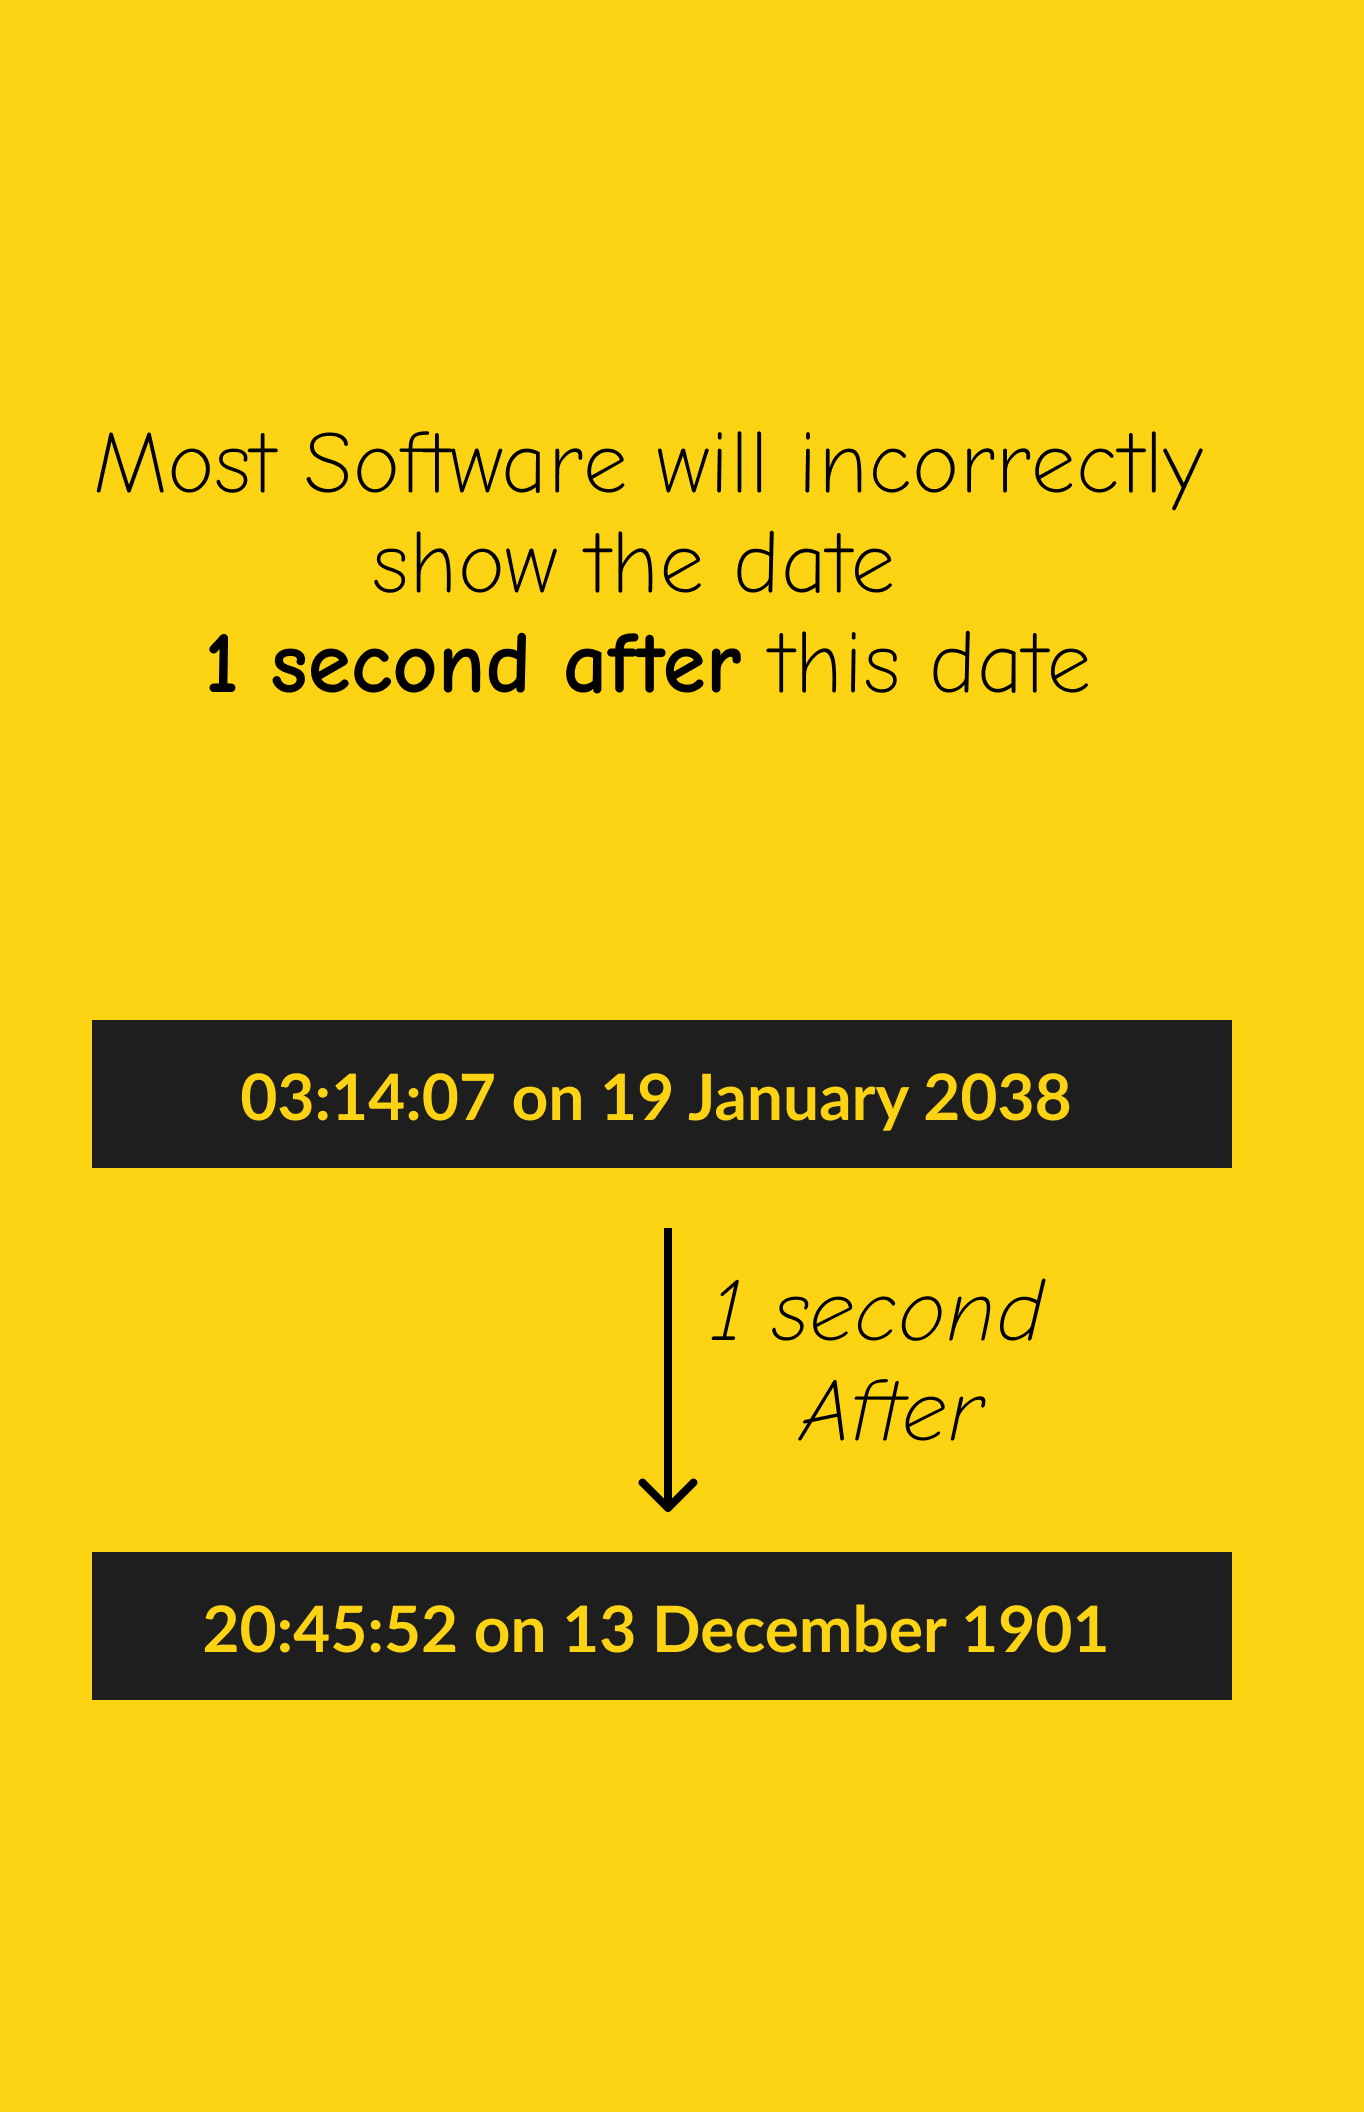 Most Software will incorrectly
show the date
1 second after this date
03:14:07 on 19 January 2038
1 second
After
20:45:52 on 13 December 1901